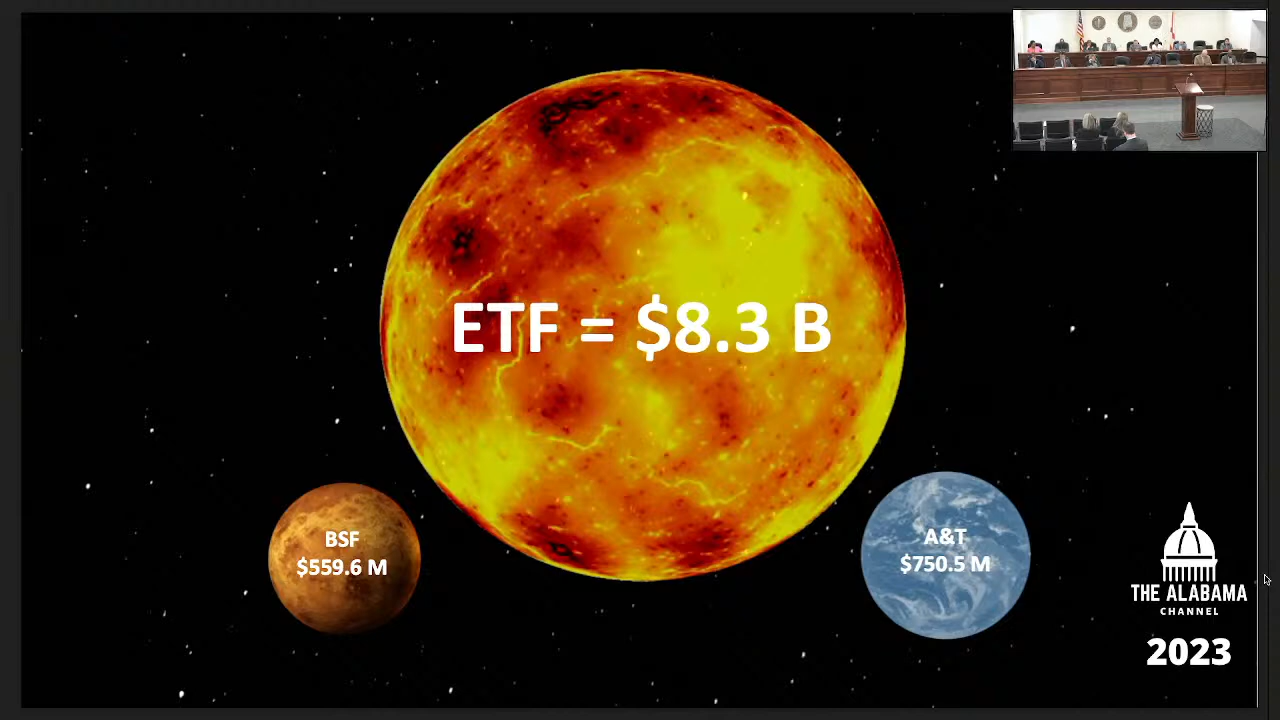 ETF = $8.3 B
BSF
$559.6 M
A&T
$750.5 M
THE ALABAMA
CHANNEL
2023